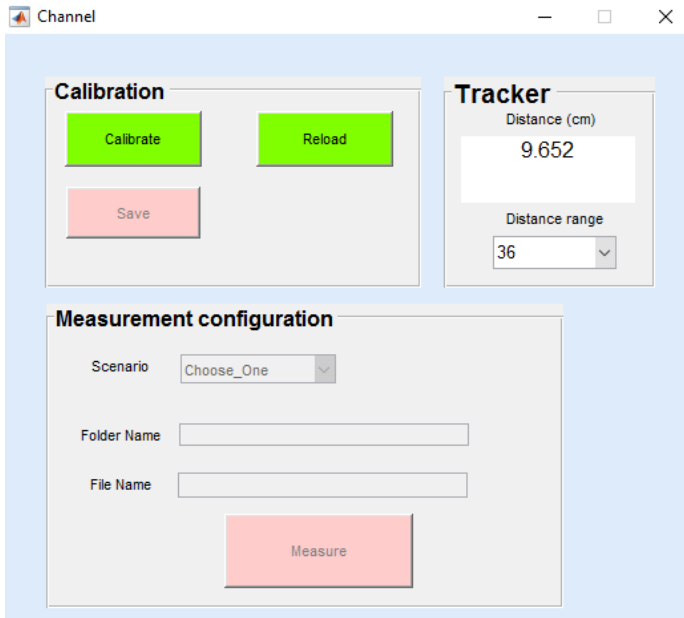 Channel
Calibration
Calibrate
Reload
Save
Tracker
Distance (cm)
9.652
Distance range
36
Measurement configuration
Scenario
Choose_One
Folder Name
File Name
Measure